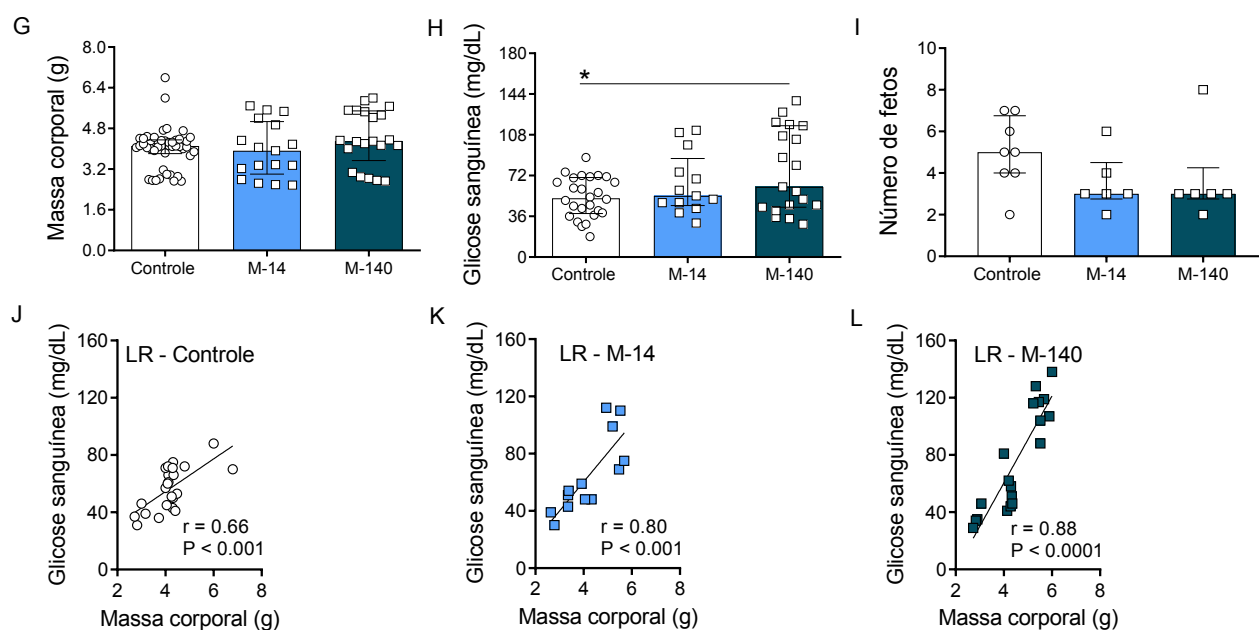 G
Massa corporal (g)
8.0
6.4
4.8
3.2
1.6
0.0
Controle M-14 M-140
H
Glicose sanguínea (mg/dL)
180
144
108
72
36
0
*
Controle M-14 M-140
I
Número de fetos
10
8
6
4
2
0
Controle M-14 M-140
J
Glicose sanguínea (mg/dL)
160
120
80
40
0
LR - Controle
r = 0.66
P < 0.001
2 4 6 8
Massa corporal (g)
K
Glicose sanguínea (mg/dL)
160
120
80
40
0
LR - M-14
r = 0.80
P < 0.001
2 4 6 8
Massa corporal (g)
L
Glicose sanguínea (mg/dL)
160
120
80
40
0
LR - M-140
r = 0.88
P < 0.0001
2 4 6 8
Massa corporal (g)